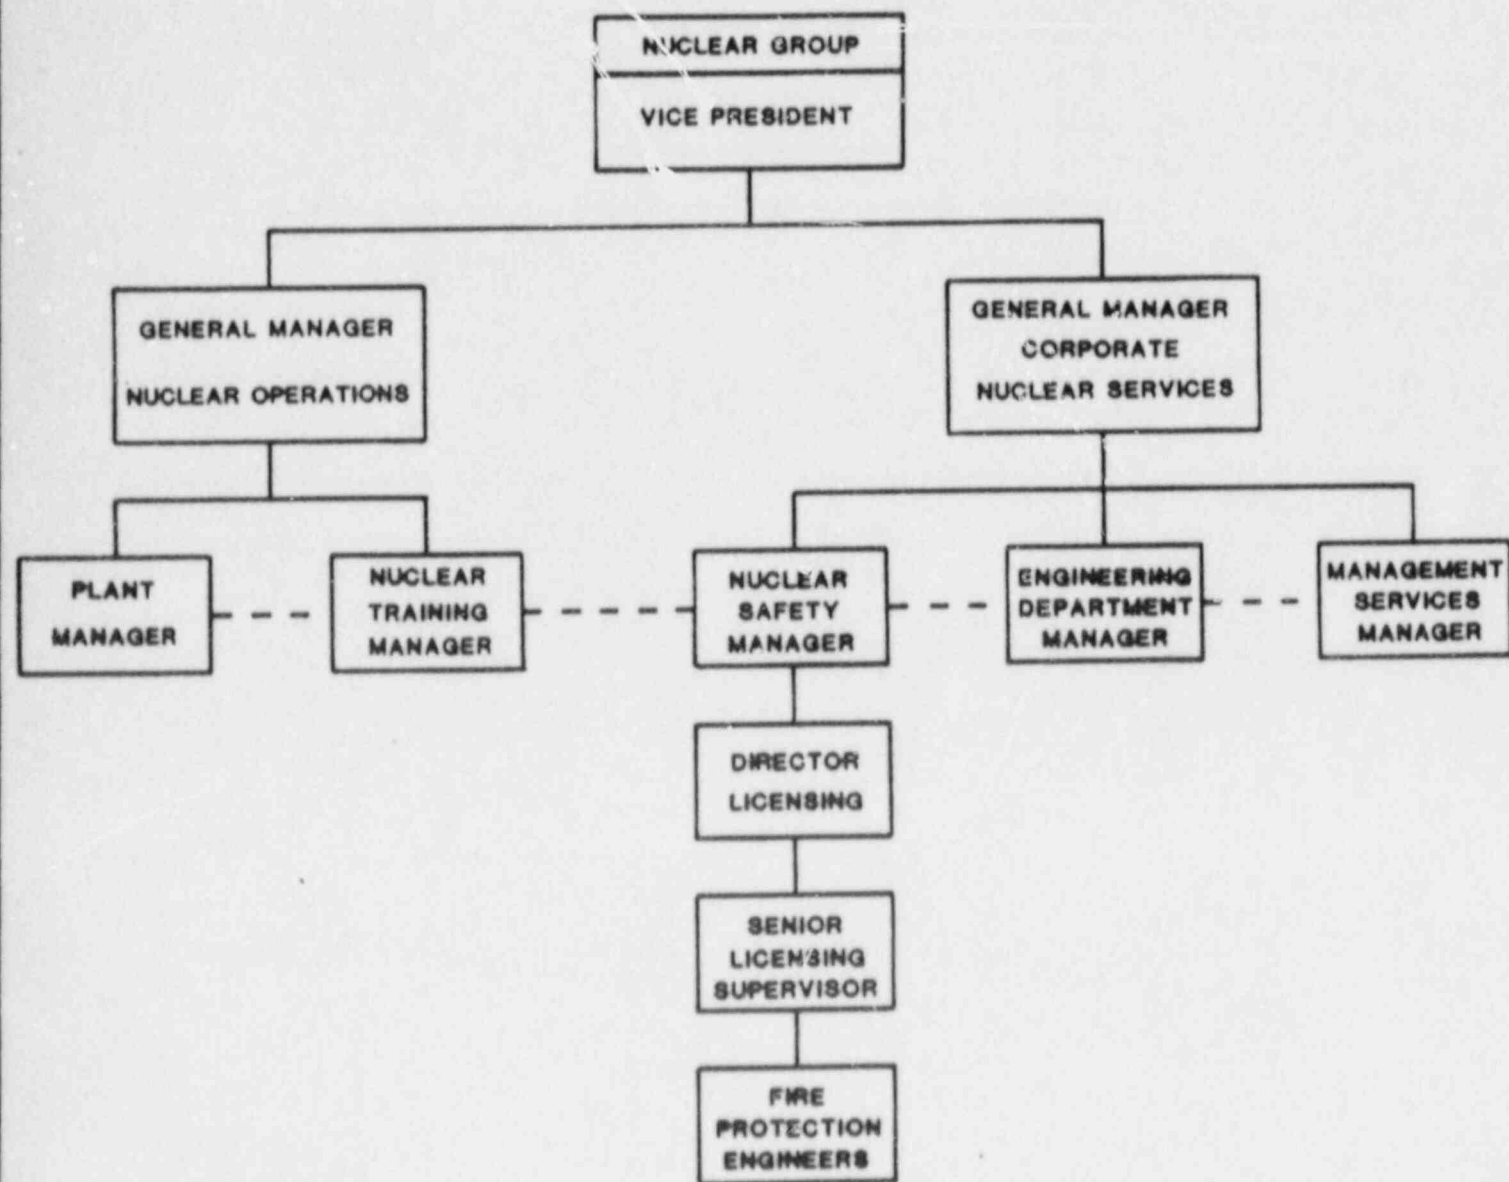 NUCLEAR GROUP
VICE PRESIDENT
GENERAL MANAGER
NUCLEAR OPERATIONS
GENERAL MANAGER
CORPORATE
NUCLEAR SERVICES
PLANT
MANAGER
NUCLEAR
TRAINING
MANAGER
NUCLEAR
SAFETY
MANAGER
ENGINEERING
DEPARTMENT
MANAGER
MANAGEMENT
SERVICES
MANAGER
DIRECTOR
LICENSING
SENIOR
LICENSING
SUPERVISOR
FIRE
PROTECTION
ENGINEERS